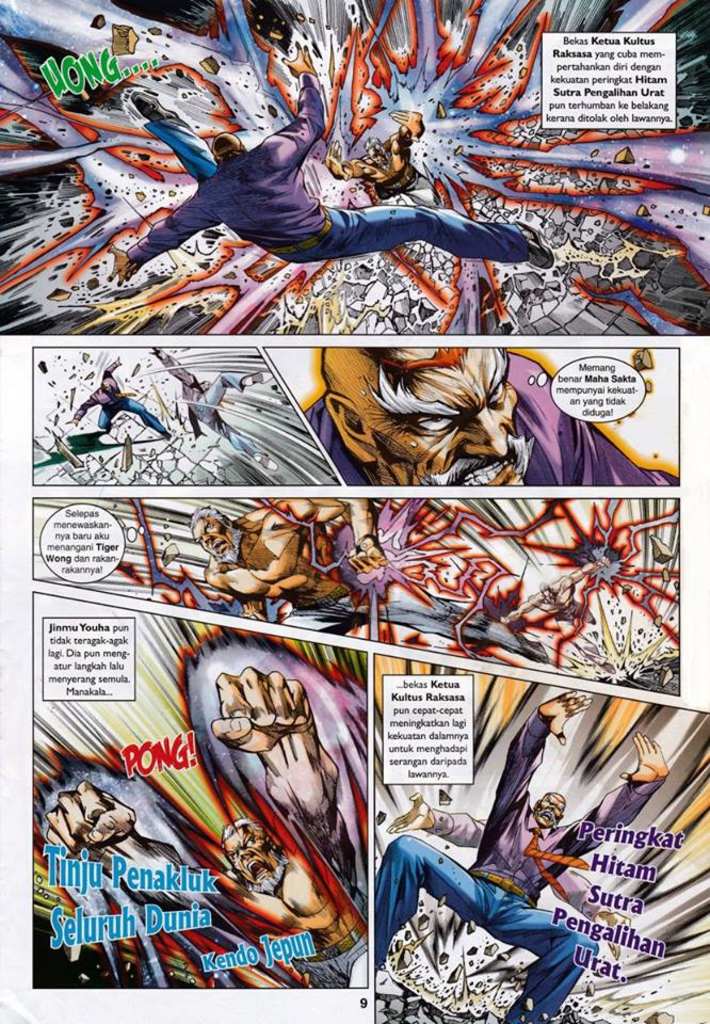 UONG....
Bekas Ketua Kultus
Raksasa yang cuba mem-
pertahankan diri dengan
kekuatan peringkat Hitam
Sutra Pengalihan Urat
pun terhumban ke belakang
kerana ditolak oleh lawannya.
Memang
benar Maha Sakta
mempunyai kekuat-
an yang tidak
diduga!
Selepas
menewaskan-
nya baru aku
menangani Tiger
Wong dan rakan-
rakannya!
Jinmu Youha pun
tidak teragak-agak
lagi. Dia pun meng-
atur langkah lalu
menyerang semula.
Manakala...
PONG!
Tinju Penakluk
Seluruh Dunia
Kendo Jepun
...bekas Ketua
Kultus Raksasa
pun cepat-cepat
meningkatkan lagi
kekuatan dalamnya
untuk menghadapi
serangan daripada
lawannya.
Peringkat
Hitam
Sutra
Pengalihan
Urat.
9